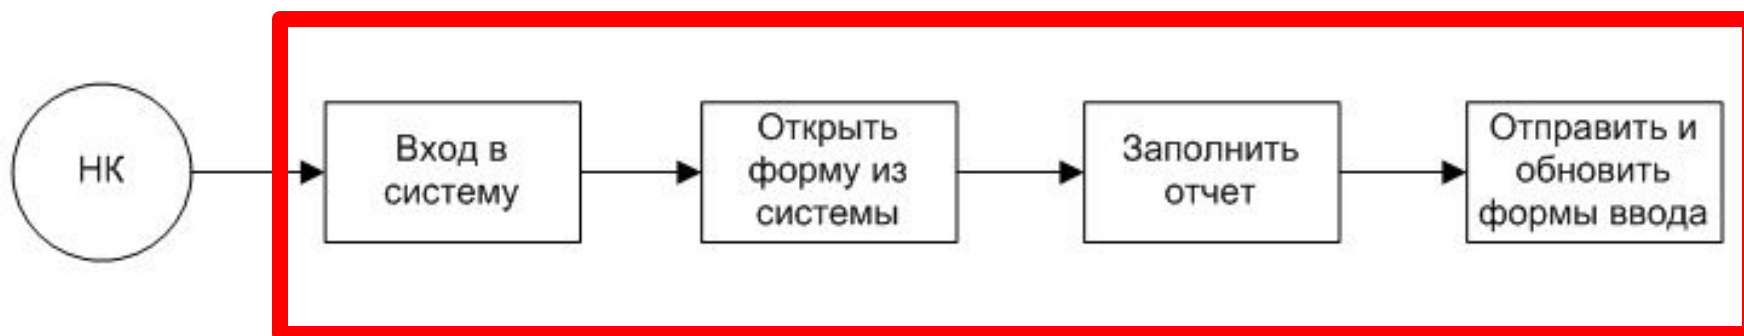 НК
Вход в
систему
Открыть
форму из
системы
Заполнить
отчет
Отправить и
обновить
формы ввода